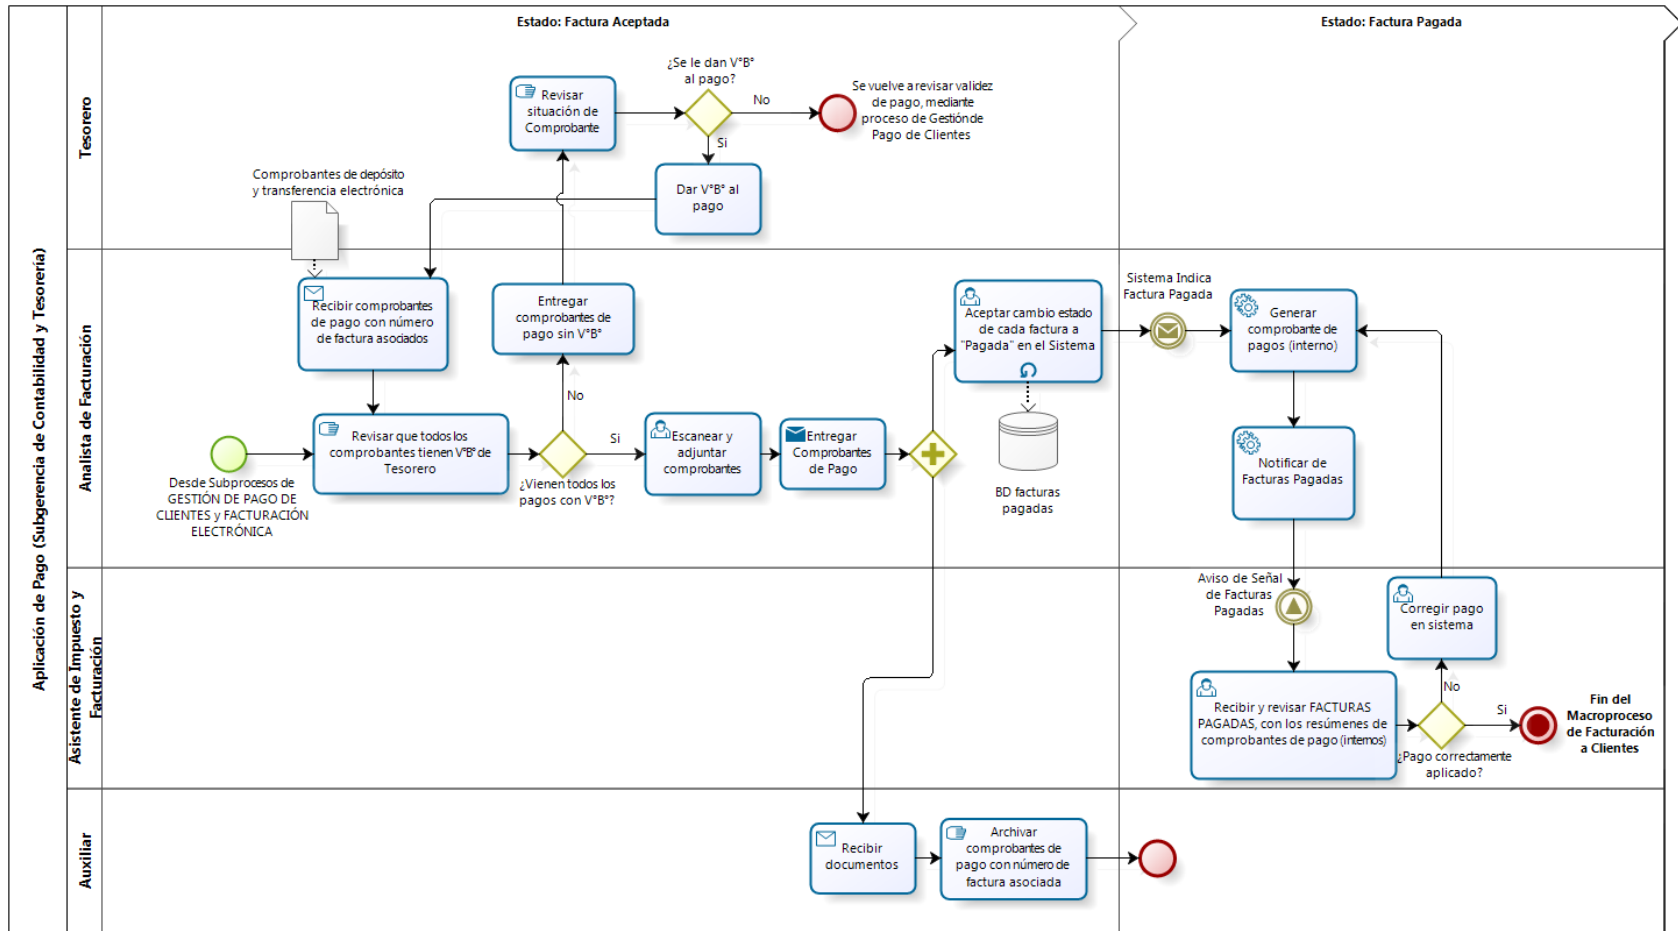 Aplicación de Pago (Subgerencia de Contabilidad y Tesorería)
Estado: Factura Aceptada
Estado: Factura Pagada
Tesorero
¿Se le dan V°B°
al pago?
Revisar
situación de
Comprobante
No
Se vuelve a revisar validez
de pago, mediante
proceso de Gestión de
Pago de Clientes
Si
Dar V°B° al
pago
Comprobantes de depósito
y transferencia electrónica
Analista de Facturación
Recibir comprobantes
de pago con número
de factura asociados
Entregar
comprobantes de
pago sin V°B°
No
Aceptar cambio estado
de cada factura a
"Pagada" en el Sistema
Sistema Indica
Factura Pagada
Generar
comprobante de
pagos (interno)
Desde Subprocesos de
GESTIÓN DE PAGO DE
CLIENTES y FACTURACIÓN
ELECTRÓNICA
Revisar que todos los
comprobantes tienen V°B° de
Tesorero
¿Vienen todos los
pagos con V°B°?
Si
Escanear y
adjuntar
comprobantes
Entregar
Comprobantes
de Pago
BD facturas
pagadas
Notificar de
Facturas Pagadas
Asistente de Impuesto y
Facturación
Aviso de Señal
de Facturas
Pagadas
Corregir pago
en sistema
No
Recibir y revisar FACTURAS
PAGADAS, con los resúmenes de
comprobantes de pago (internos)
¿Pago correctamente
aplicado?
Si
Fin del
Macroproceso
de Facturación
a Clientes
Auxiliar
Recibir
documentos
Archivar
comprobantes de
pago con número de
factura asociada